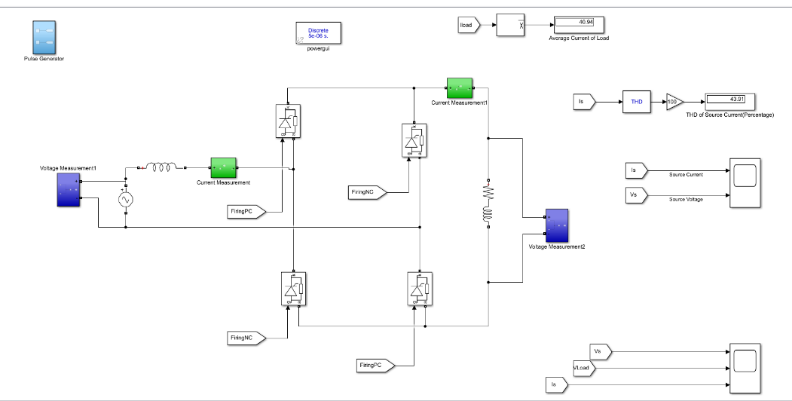 Iload
40.94
Average Current of Load
Discrete
5e-06 s.
powergui
Pulse Generator
Current Measurement1
Is
THD
100
43.91
THD of Source Current(Percentage)
Voltage Measurement1
Current Measurement
FiringNC
FiringPC
Is
Source Current
Vs
Source Voltage
Voltage Measurement2
FiringNC
FiringPC
Vs
VLoad
Is